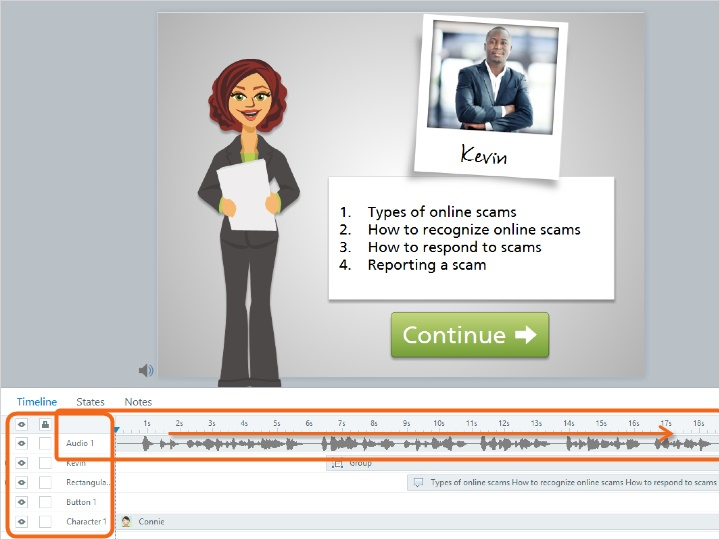 Kevin
1. Types of online scams
2. How to recognize online scams
3. How to respond to scams
4. Reporting a scam
Continue
Timeline States Notes
1s 2s 3s 4s 5s 6s 7s 8s 9s 10s 11s 12s 13s 14s 15s 16s 17s 18s
Audio 1
Kevin Group
Rectangula... Types of online scams How to recognize online scams How to respond to scams
Button 1
Character 1 Connie